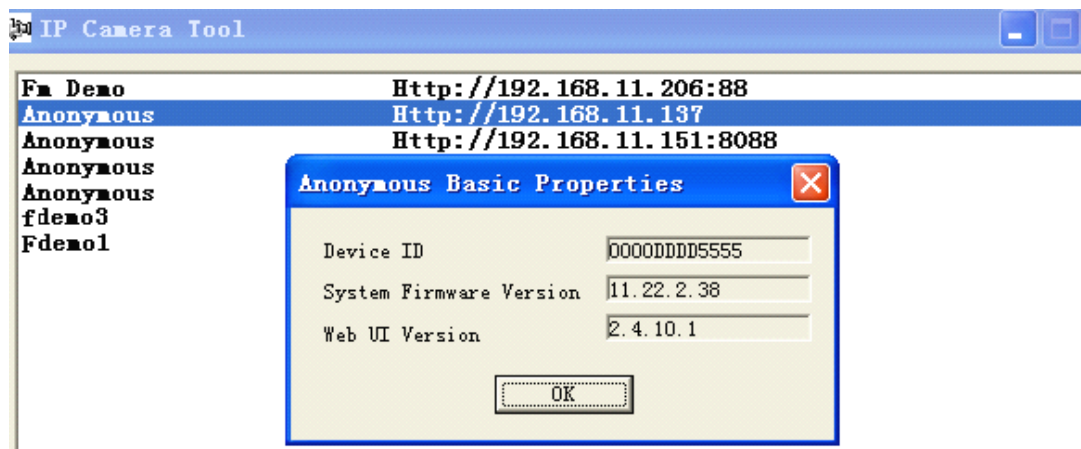 IP Camera Tool
Fm Demo Http://192.168.11.206:88
Anonymous Http://192.168.11.137
Anonymous Http://192.168.11.151:8088
Anonymous
Anonymous
fdemo3
Fdemo1
Anonymous Basic Properties
Device ID 0000DDDD5555
System Firmware Version 11.22.2.38
Web UI Version 2.4.10.1
OK